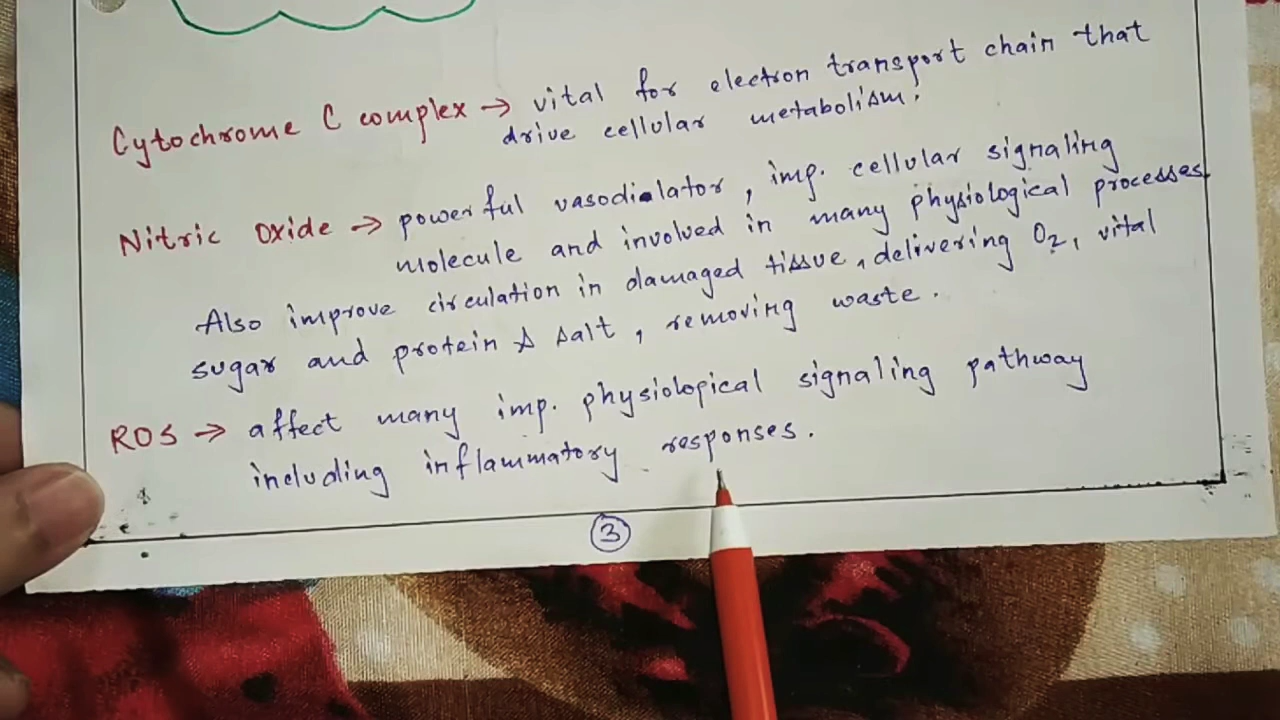 Cytochrome C complex → vital for electron transport chain that
drive cellular metabolism.
Nitric oxide → powerful vasodialator, imp. cellular signaling
molecule and involved in many physiological processes.
Also improve circulation in damaged tissue, delivering O2, vital
sugar and protein & salt, removing waste.
ROS → affect many imp. physiological signaling pathway
including inflammatory responses.
3